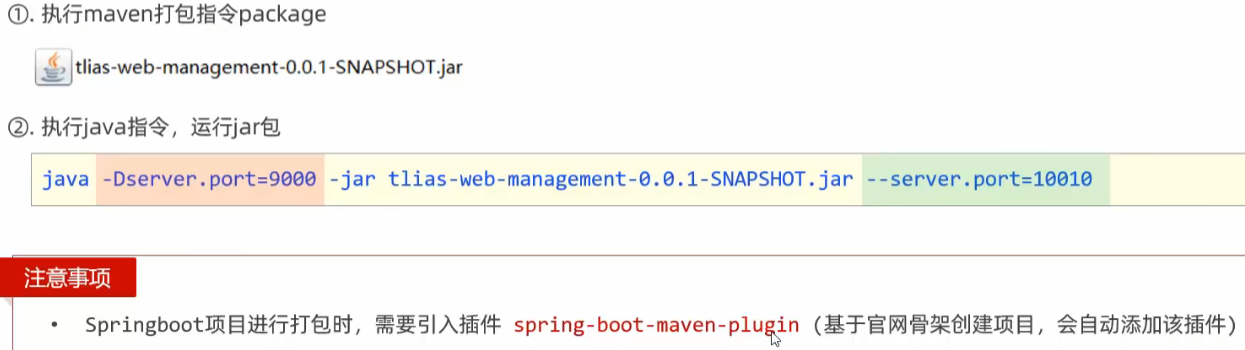 ①. 执行maven打包指令package
tlias-web-management-0.0.1-SNAPSHOT.jar
②. 执行java指令，运行jar包
java -Dserver.port=9000 -jar tlias-web-management-0.0.1-SNAPSHOT.jar --server.port=10010
注意事项
• Springboot项目进行打包时，需要引入插件 spring-boot-maven-plugin (基于官网骨架创建项目，会自动添加该插件)